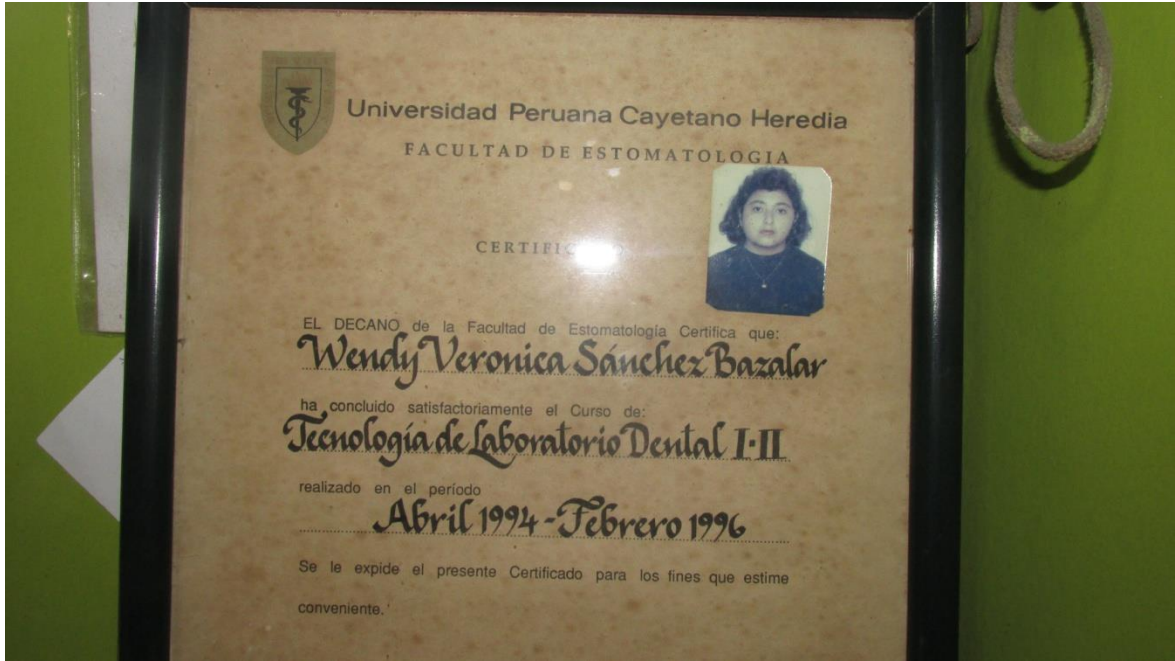 Universidad Peruana Cayetano Heredia
FACULTAD DE ESTOMATOLOGIA
EL DECANO de la Facultad de Estomatología Certifica que:
Wendy Veronica Sánchez Bazalar
ha concluido satisfactoriamente el Curso de:
Tecnología de Laboratorio Dental I-II
realizado en el período
Abril 1994-Febrero 1996
Se le expide el presente Certificado para los fines que estime
conveniente.